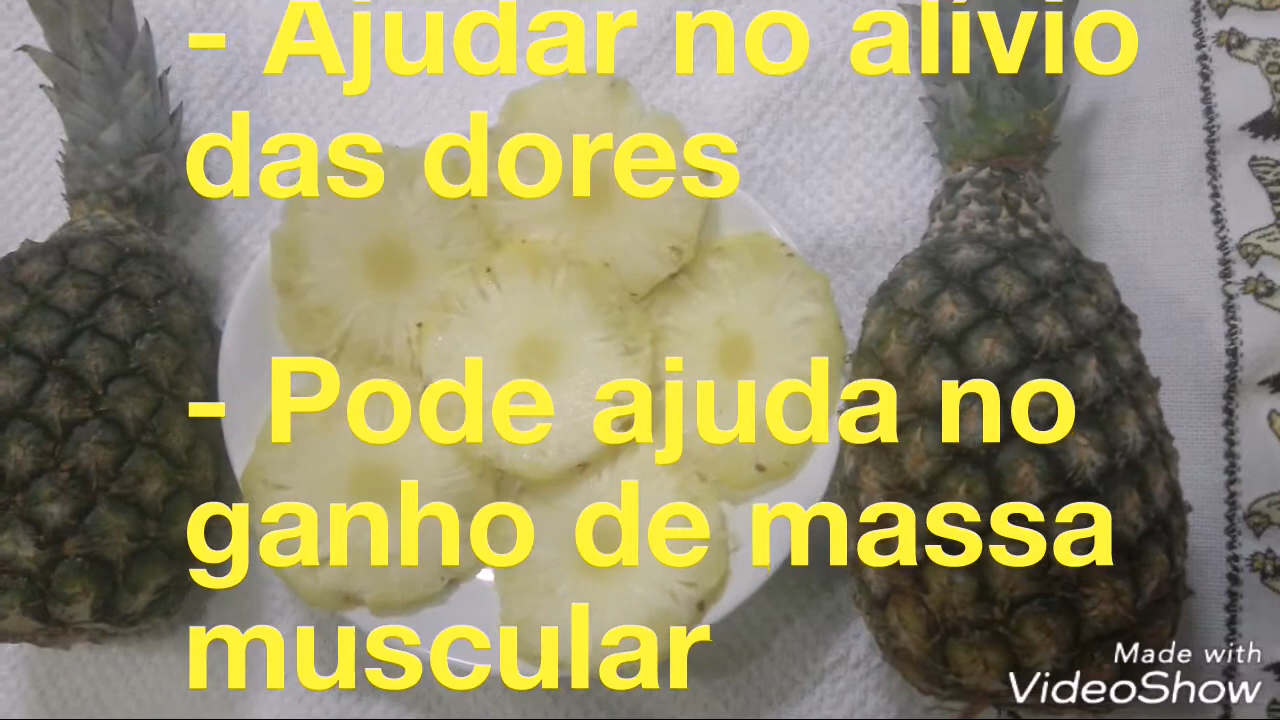 - Ajudar no alívio
das dores
- Pode ajuda no
ganho de massa
muscular
Made with
VideoShow